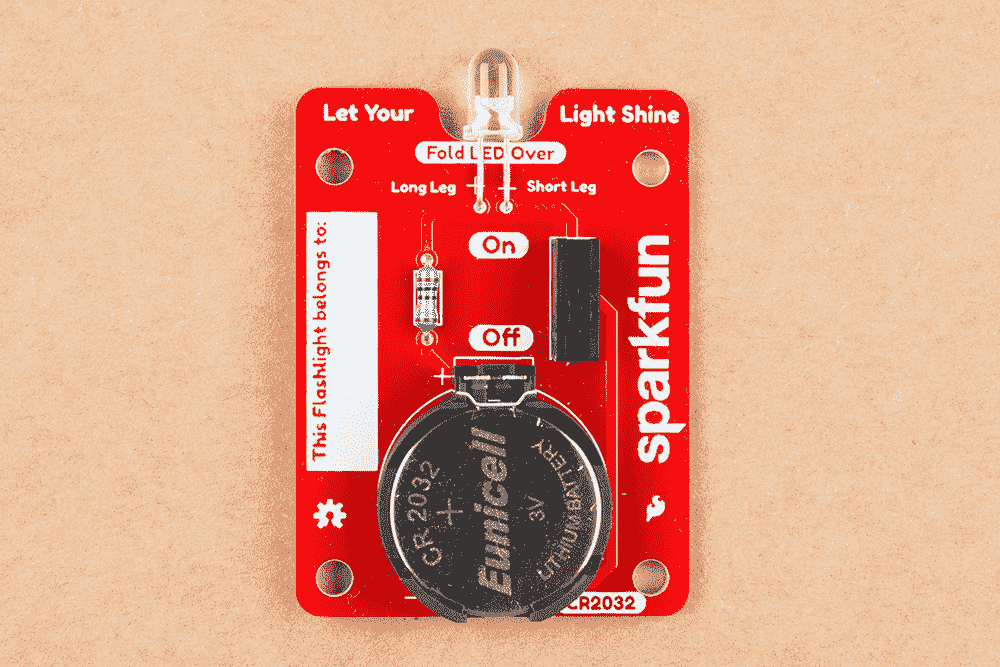 Let Your
Light Shine
Fold LED Over
Long Leg
Short Leg
This Flashlight belongs to:
On
Off
sparkfun
+
CR 2032
+
Eunicell
3V
LITHIUM BATTERY
CR2032